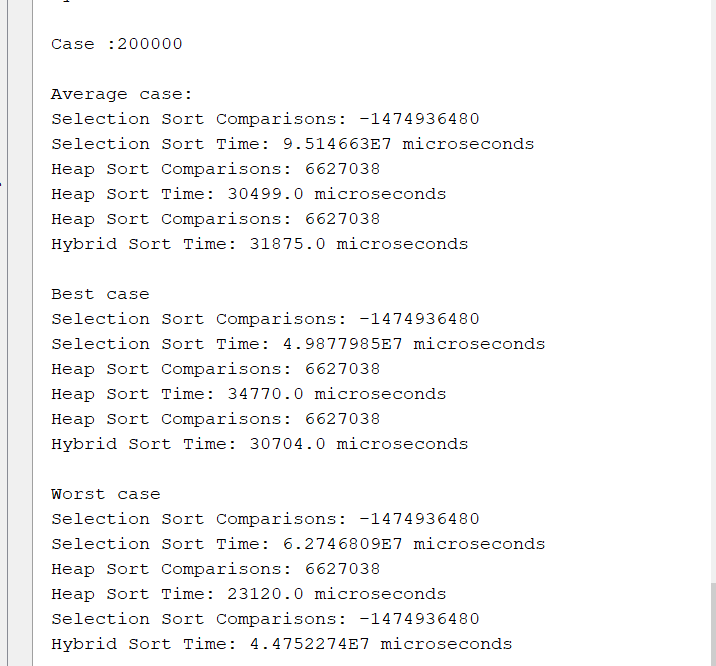 Case :200000
Average case:
Selection Sort Comparisons: -1474936480
Selection Sort Time: 9.514663E7 microseconds
Heap Sort Comparisons: 6627038
Heap Sort Time: 30499.0 microseconds
Heap Sort Comparisons: 6627038
Hybrid Sort Time: 31875.0 microseconds
Best case
Selection Sort Comparisons: -1474936480
Selection Sort Time: 4.9877985E7 microseconds
Heap Sort Comparisons: 6627038
Heap Sort Time: 34770.0 microseconds
Heap Sort Comparisons: 6627038
Hybrid Sort Time: 30704.0 microseconds
Worst case
Selection Sort Comparisons: -1474936480
Selection Sort Time: 6.2746809E7 microseconds
Heap Sort Comparisons: 6627038
Heap Sort Time: 23120.0 microseconds
Selection Sort Comparisons: -1474936480
Hybrid Sort Time: 4.4752274E7 microseconds